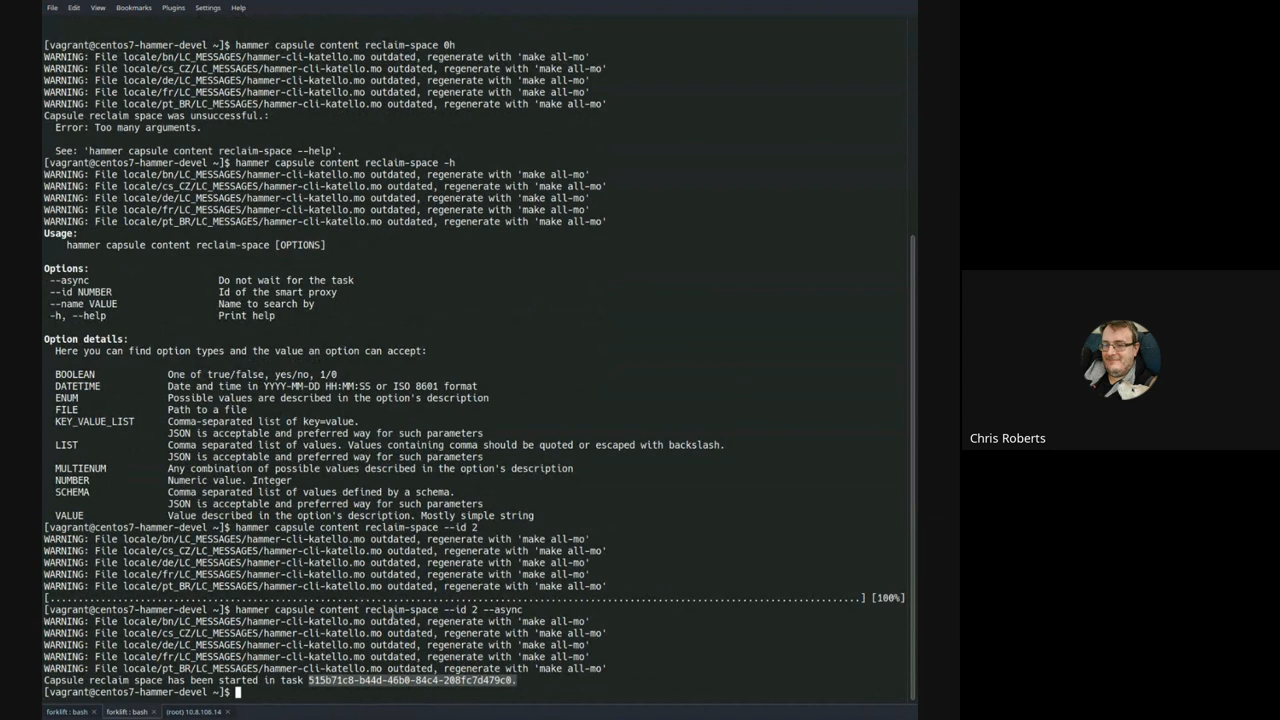 File Edit View Bookmarks Plugins Settings Help
[vagrant@centos7-hammer-devel ~]$ hammer capsule content reclaim-space 0h
WARNING: File locale/bn/LC_MESSAGES/hammer-cli-katello.mo outdated, regenerate with 'make all-mo'
WARNING: File locale/cs_CZ/LC_MESSAGES/hammer-cli-katello.mo outdated, regenerate with 'make all-mo'
WARNING: File locale/de/LC_MESSAGES/hammer-cli-katello.mo outdated, regenerate with 'make all-mo'
WARNING: File locale/fr/LC_MESSAGES/hammer-cli-katello.mo outdated, regenerate with 'make all-mo'
WARNING: File locale/pt_BR/LC_MESSAGES/hammer-cli-katello.mo outdated, regenerate with 'make all-mo'
Capsule reclaim space was unsuccessful.:
Error: Too many arguments.
See: 'hammer capsule content reclaim-space --help'.
[vagrant@centos7-hammer-devel ~]$ hammer capsule content reclaim-space -h
WARNING: File locale/bn/LC_MESSAGES/hammer-cli-katello.mo outdated, regenerate with 'make all-mo'
WARNING: File locale/cs_CZ/LC_MESSAGES/hammer-cli-katello.mo outdated, regenerate with 'make all-mo'
WARNING: File locale/de/LC_MESSAGES/hammer-cli-katello.mo outdated, regenerate with 'make all-mo'
WARNING: File locale/fr/LC_MESSAGES/hammer-cli-katello.mo outdated, regenerate with 'make all-mo'
WARNING: File locale/pt_BR/LC_MESSAGES/hammer-cli-katello.mo outdated, regenerate with 'make all-mo'
Usage:
hammer capsule content reclaim-space [OPTIONS]
Options:
--async Do not wait for the task
--id NUMBER Id of the smart proxy
--name VALUE Name to search by
-h, --help Print help
Option details:
Here you can find option types and the value an option can accept:
BOOLEAN One of true/false, yes/no, 1/0
DATETIME Date and time in YYYY-MM-DD HH:MM:SS or ISO 8601 format
ENUM Possible values are described in the option's description
FILE Path to a file
KEY_VALUE_LIST Comma-separated list of key=value.
JSON is acceptable and preferred way for such parameters
LIST Comma separated list of values. Values containing comma should be quoted or escaped with backslash.
JSON is acceptable and preferred way for such parameters
MULTIENUM Any combination of possible values described in the option's description
NUMBER Numeric value. Integer
SCHEMA Comma separated list of values defined by a schema.
JSON is acceptable and preferred way for such parameters
VALUE Value described in the option's description. Mostly simple string
[vagrant@centos7-hammer-devel ~]$ hammer capsule content reclaim-space --id 2
WARNING: File locale/bn/LC_MESSAGES/hammer-cli-katello.mo outdated, regenerate with 'make all-mo'
WARNING: File locale/cs_CZ/LC_MESSAGES/hammer-cli-katello.mo outdated, regenerate with 'make all-mo'
WARNING: File locale/de/LC_MESSAGES/hammer-cli-katello.mo outdated, regenerate with 'make all-mo'
WARNING: File locale/fr/LC_MESSAGES/hammer-cli-katello.mo outdated, regenerate with 'make all-mo'
WARNING: File locale/pt_BR/LC_MESSAGES/hammer-cli-katello.mo outdated, regenerate with 'make all-mo'
[.......................................................................................................................................] [100%]
[vagrant@centos7-hammer-devel ~]$ hammer capsule content reclaim-space --id 2 --async
WARNING: File locale/bn/LC_MESSAGES/hammer-cli-katello.mo outdated, regenerate with 'make all-mo'
WARNING: File locale/cs_CZ/LC_MESSAGES/hammer-cli-katello.mo outdated, regenerate with 'make all-mo'
WARNING: File locale/de/LC_MESSAGES/hammer-cli-katello.mo outdated, regenerate with 'make all-mo'
WARNING: File locale/fr/LC_MESSAGES/hammer-cli-katello.mo outdated, regenerate with 'make all-mo'
WARNING: File locale/pt_BR/LC_MESSAGES/hammer-cli-katello.mo outdated, regenerate with 'make all-mo'
Capsule reclaim space has been started in task 515b71c8-b44d-46b0-84c4-208fc7d479c0.
[vagrant@centos7-hammer-devel ~]$
forklift : bash × forklift : bash × (root) 10.8.106.14 ×
Chris Roberts